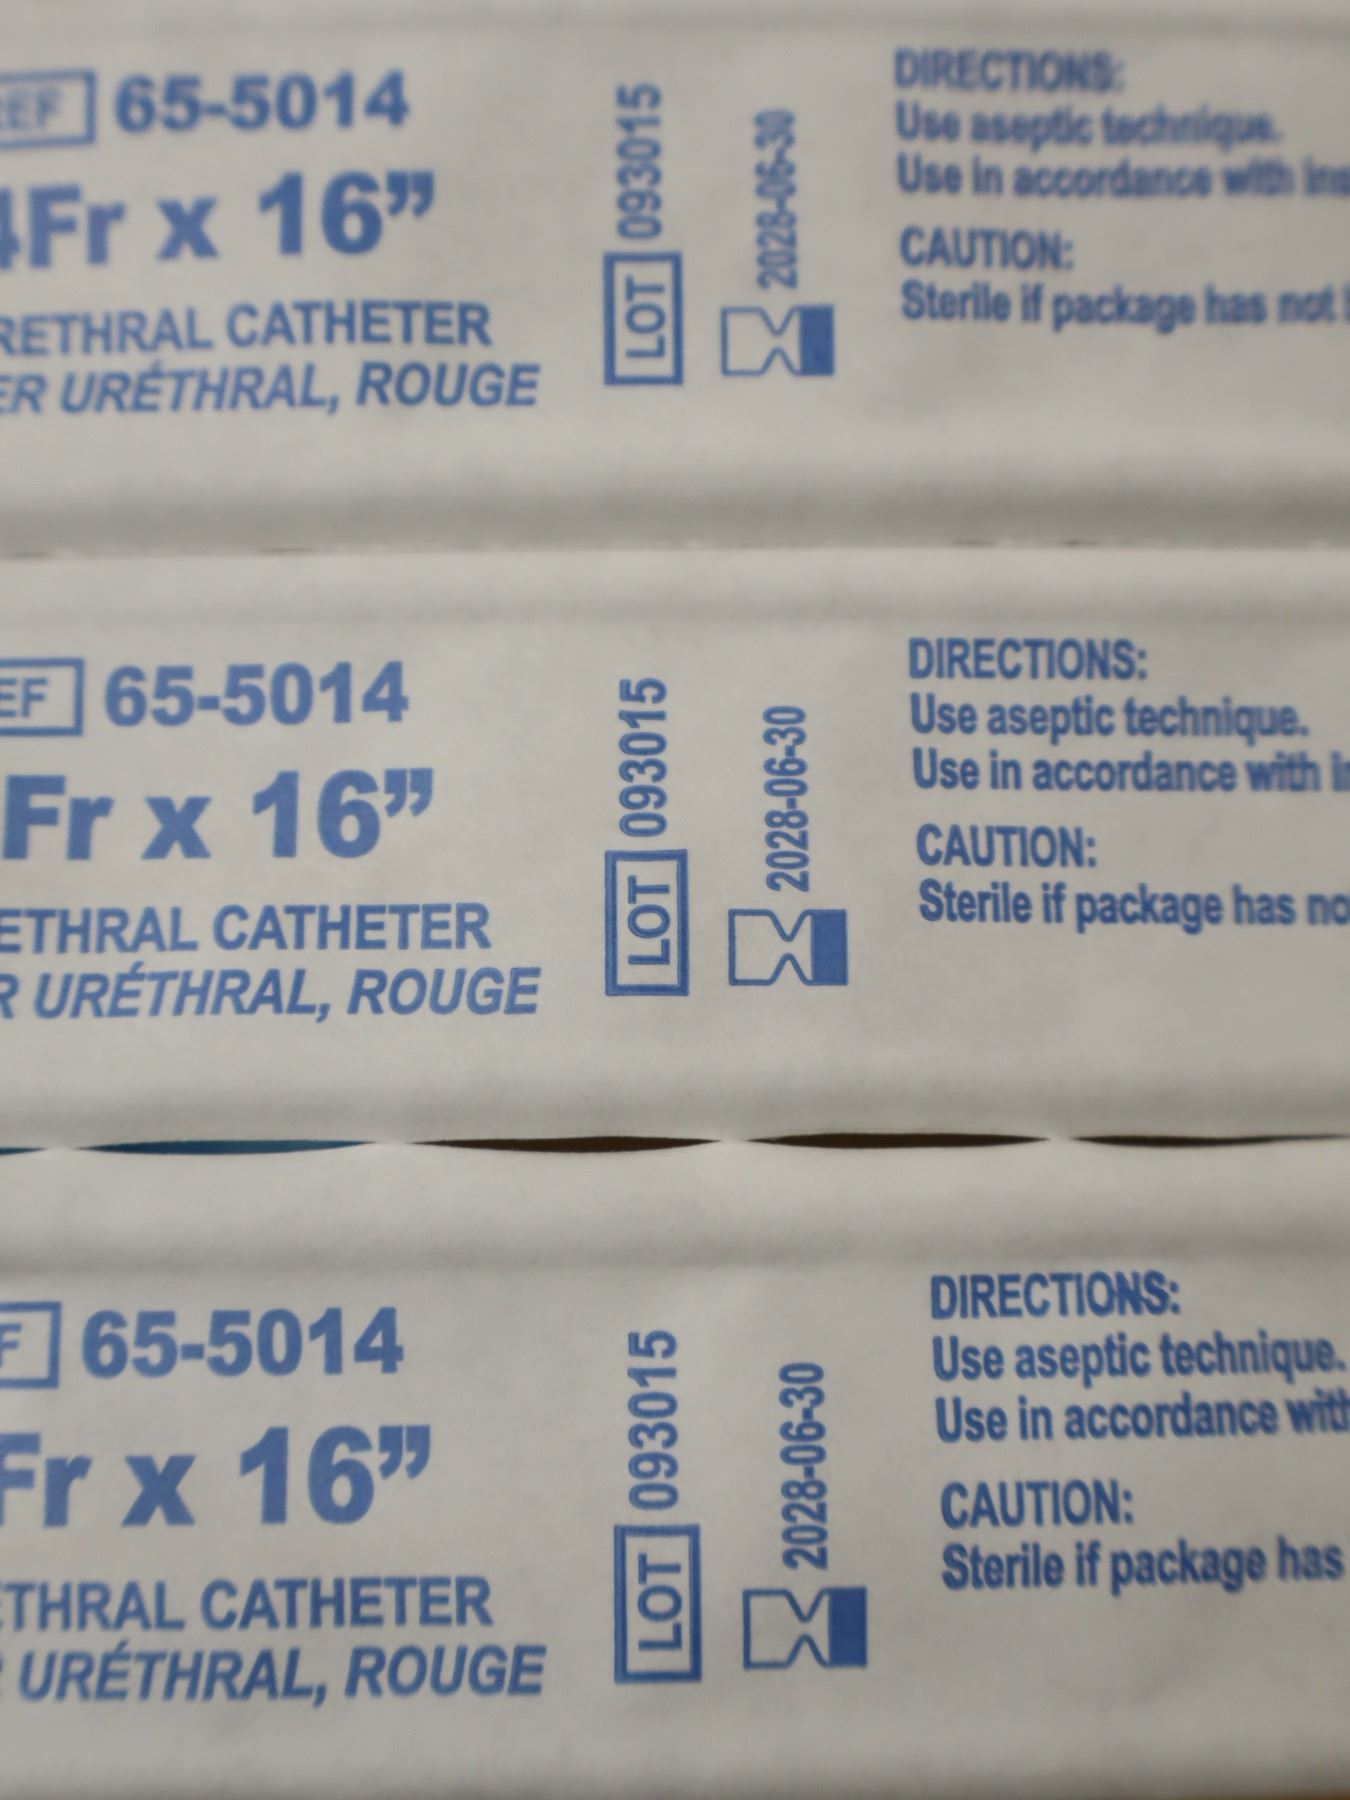 EF 65-5014
4Fr x 16”
RETHRAL CATHETER
ER URÉTHRAL, ROUGE
LOT 093015
2028-06-30
DIRECTIONS:
Use aseptic technique.
Use in accordance with ins
CAUTION:
Sterile if package has not
EF 65-5014
Fr x 16”
ETHRAL CATHETER
R URÉTHRAL, ROUGE
LOT 093015
2028-06-30
DIRECTIONS:
Use aseptic technique.
Use in accordance with in
CAUTION:
Sterile if package has no
F 65-5014
Fr x 16”
ETHRAL CATHETER
URÉTHRAL, ROUGE
LOT 093015
2028-06-30
DIRECTIONS:
Use aseptic technique.
Use in accordance with
CAUTION:
Sterile if package has